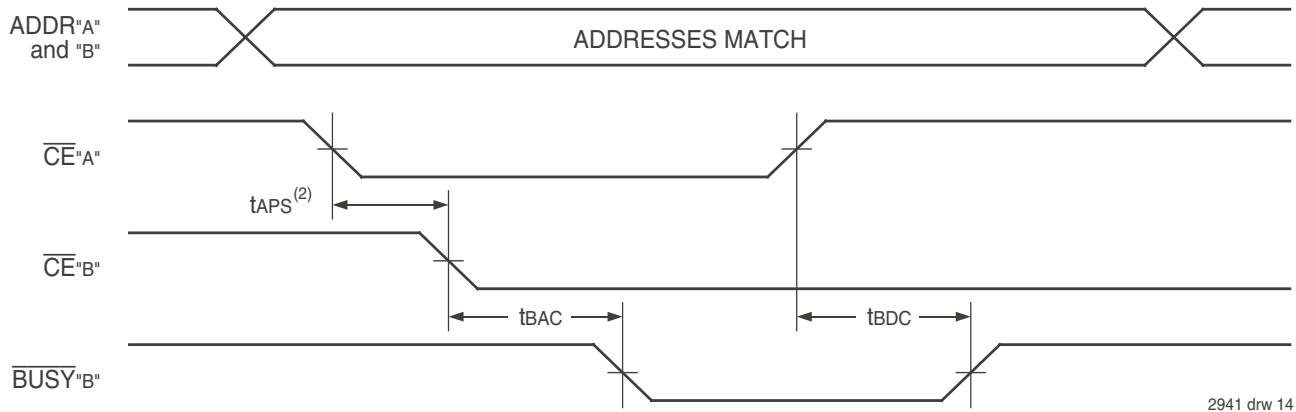 ADDR"A"
and "B"
ADDRESSES MATCH
CE"A"
tAPS(2)
CE"B"
tBAC
tBDC
BUSY"B"
2941 drw 14